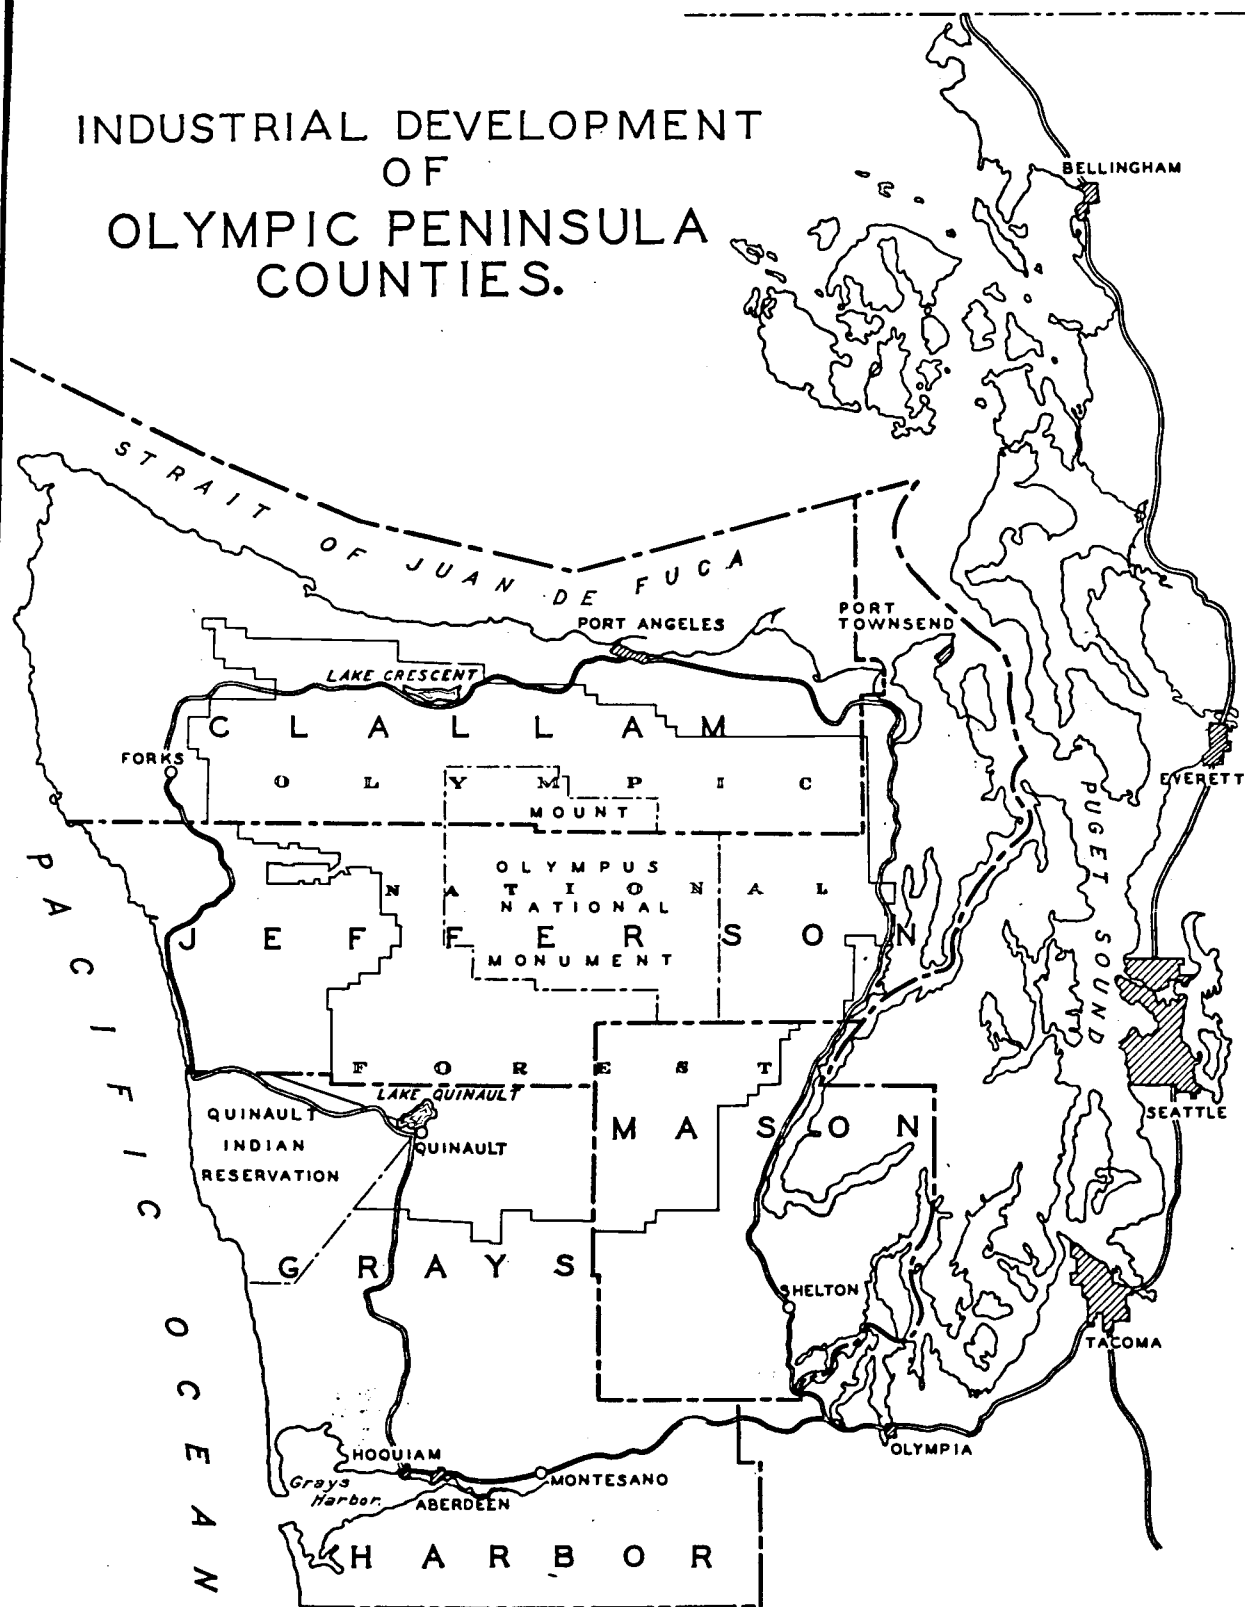 INDUSTRIAL DEVELOPMENT
OF
OLYMPIC PENINSULA
COUNTIES.
BELLINGHAM
STRAIT OF JUAN DE FUCA
PORT ANGELES
PORT
TOWNSEND
LAKE CRESCENT
CLALLAM
FORKS
EVERETT
OLYMPIC
MOUNT
OLYMPUS
NATIONAL
NATIONAL
JEFFERSON
MONUMENT
PUGET SOUND
PACIFIC OCEAN
FOREST
LAKE QUINAULT
SEATTLE
QUINAULT
INDIAN
RESERVATION
QUINAULT
MASON
GRAYS
SHELTON
TACOMA
OLYMPIA
HOQUIAM
MONTESANO
Grays
Harbor.
ABERDEEN
HARBOR